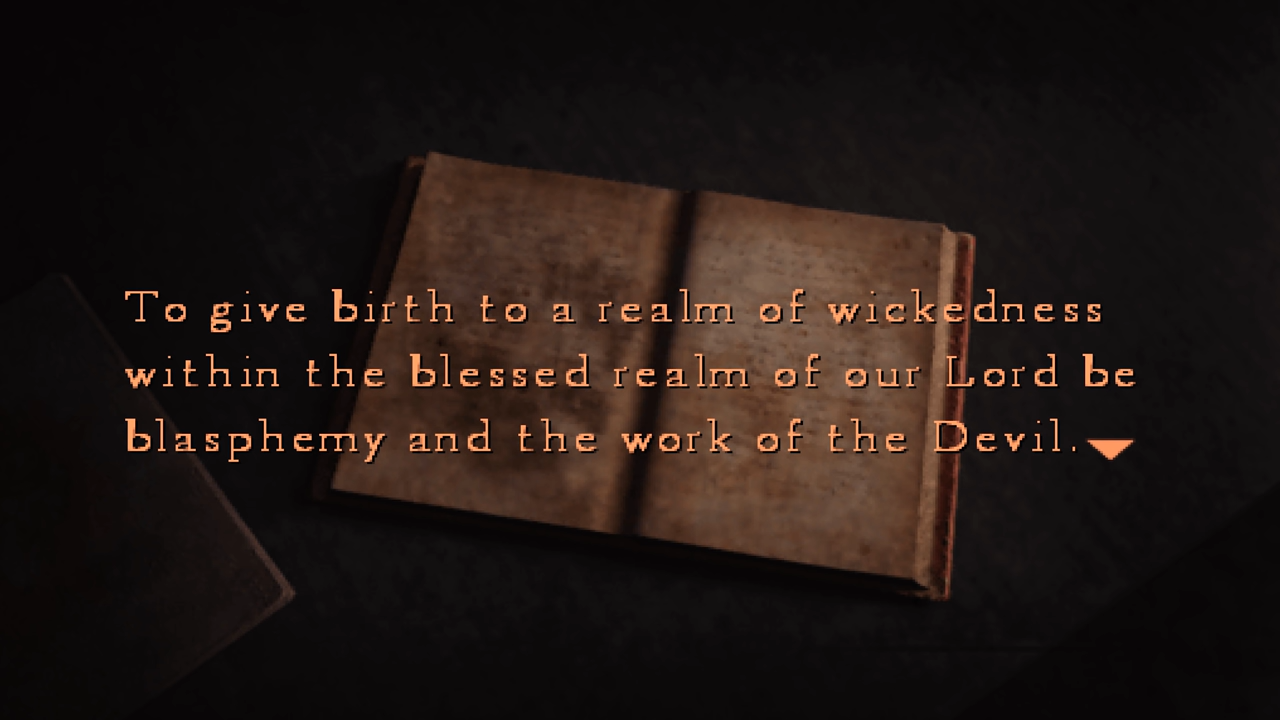 To give birth to a realm of wickedness
within the blessed realm of our Lord be
blasphemy and the work of the Devil.